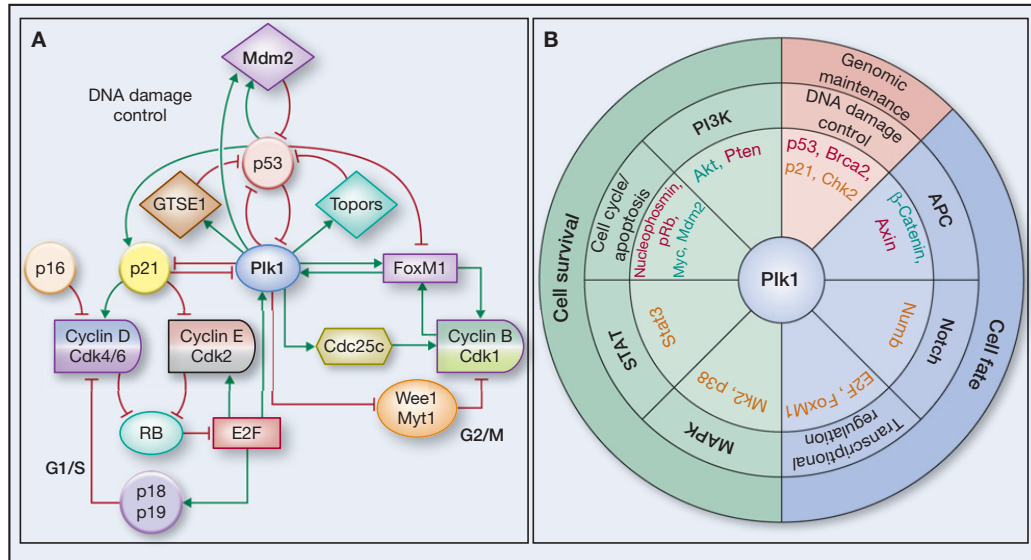 A
Mdm2
DNA damage
control
p53
GTSE1
Topors
p16
p21
Plk1
FoxM1
Cyclin D
Cdk4/6
Cyclin E
Cdk2
Cdc25c
Cyclin B
Cdk1
Wee1
Myt1
RB
E2F
G2/M
G1/S
p18
p19
B
Genomic
maintenance
DNA damage
control
p53, Brca2,
p21, Chk2
PI3K
Akt, Pten
Cell cycle/
apoptosis
Nucleophosmin,
pRb,
Myc, Mdm2
APC
β-Catenin,
Axin
Plk1
Cell survival
STAT
Stat3
Notch
Numb
Cell fate
MAPK
Mk2, p38
E2F, FoxM1
Transcriptional
regulation